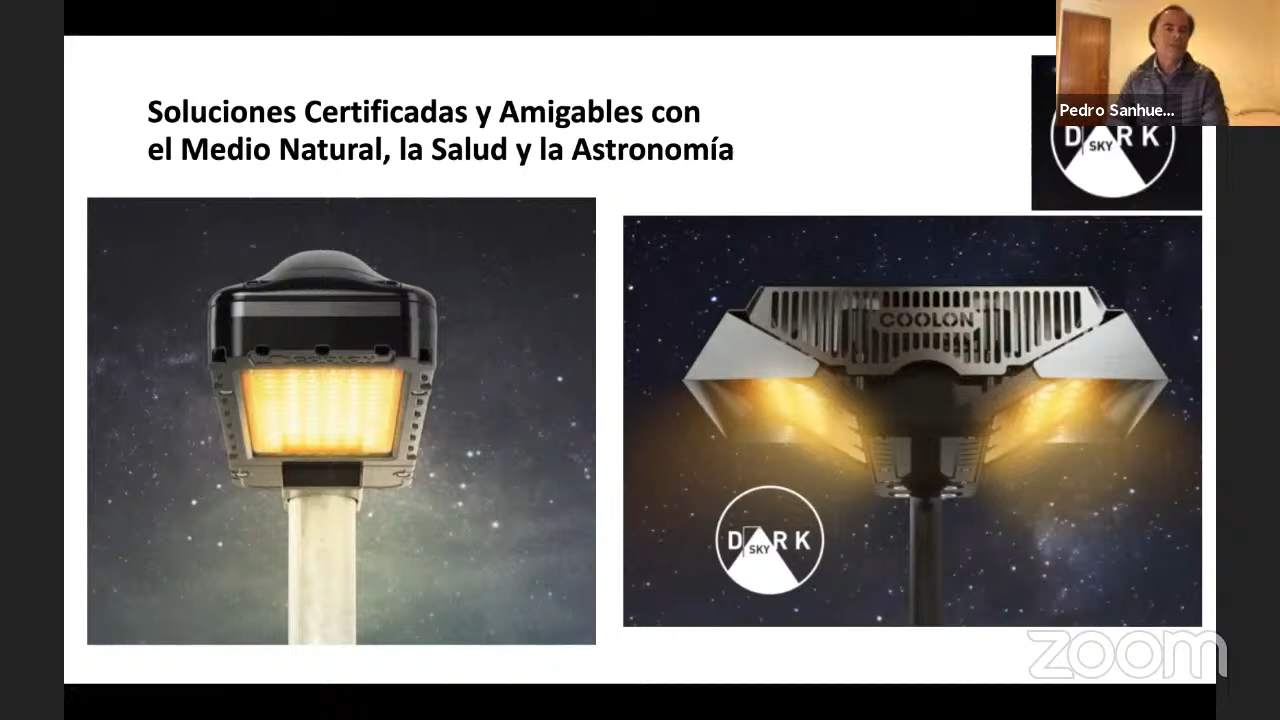 Soluciones Certificadas y Amigables con
el Medio Natural, la Salud y la Astronomía
Pedro Sanhue...
DARK
SKY
COOLON
COOLON
DARK
SKY
zoom